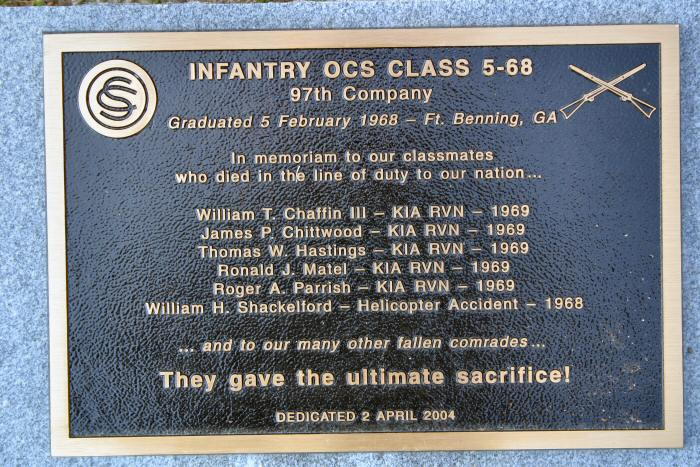 OCS
INFANTRY OCS CLASS 5-68
97th Company
Graduated 5 February 1968 – Ft. Benning, GA
In memoriam to our classmates
who died in the line of duty to our nation...
William T. Chaffin III – KIA RVN – 1969
James P. Chittwood – KIA RVN – 1969
Thomas W. Hastings – KIA RVN – 1969
Ronald J. Matel – KIA RVN – 1969
Roger A. Parrish – KIA RVN – 1969
William H. Shackelford – Helicopter Accident – 1968
... and to our many other fallen comrades...
They gave the ultimate sacrifice!
DEDICATED 2 APRIL 2004